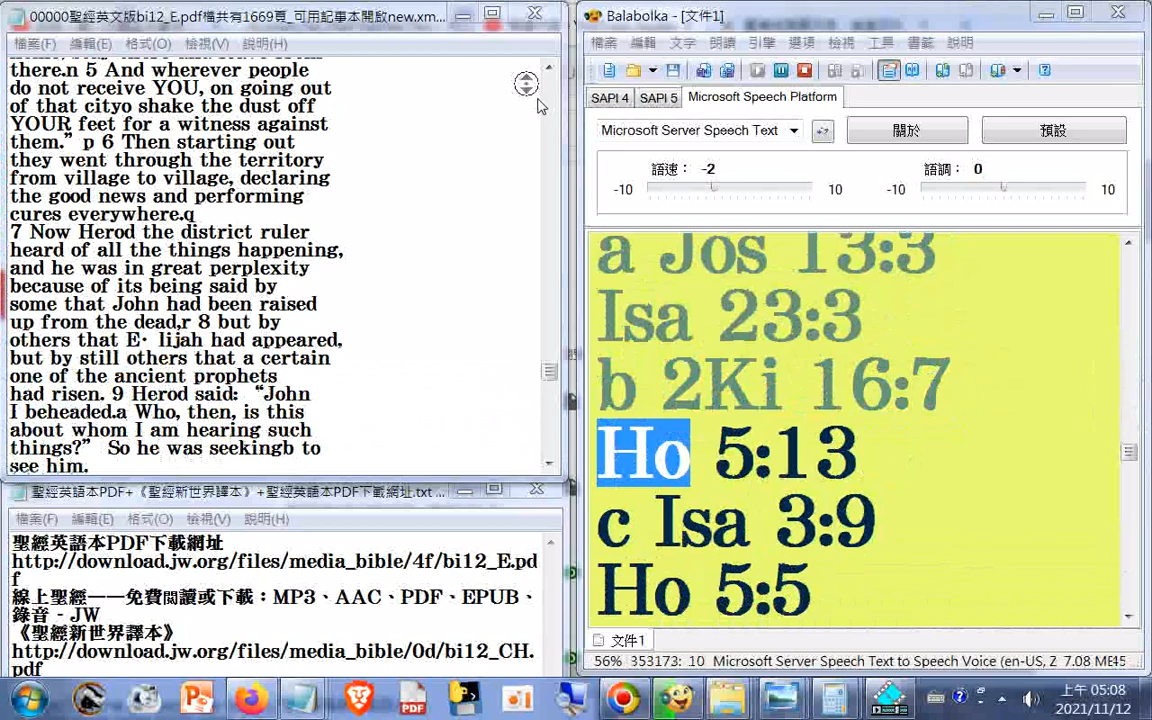 00000聖經英文版bi12_E.pdf檔共有1669頁_可用記事本開啟new.xm...
檔案(F) 編輯(E) 格式(O) 檢視(V) 說明(H)
there.n 5 And wherever people
do not receive YOU, on going out
of that cityo shake the dust off
YOUR feet for a witness against
them.” p 6 Then starting out
they went through the territory
from village to village, declaring
the good news and performing
cures everywhere.q
7 Now Herod the district ruler
heard of all the things happening,
and he was in great perplexity
because of its being said by
some that John had been raised
up from the dead,r 8 but by
others that E· lijah had appeared,
but by still others that a certain
one of the ancient prophets
had risen. 9 Herod said: “John
I beheaded.a Who, then, is this
about whom I am hearing such
things?” So he was seekingb to
see him.
聖經英語本PDF+《聖經新世界譯本》+聖經英語本PDF下載網址.txt ...
檔案(F) 編輯(E) 格式(O) 檢視(V) 說明(H)
聖經英語本PDF下載網址
http://download.jw.org/files/media_bible/4f/bi12_E.pd
f
線上聖經——免費閱讀或下載：MP3、AAC、PDF、EPUB、
錄音 - JW
《聖經新世界譯本》
http://download.jw.org/files/media_bible/0d/bi12_CH.
pdf
Balabolka - [文件1]
檔案 編輯 文字 朗讀 引擎 選項 檢視 工具 書籤 說明
SAPI 4 SAPI 5 Microsoft Speech Platform
Microsoft Server Speech Text 關於 預設
語速： -2 語調： 0
-10 10 -10 10
a Jos 13:3
Isa 23:3
b 2Ki 16:7
Ho 5:13
c Isa 3:9
Ho 5:5
文件1
56% 353173: 10 Microsoft Server Speech Text to Speech Voice (en-US, Z 7.08 ME45
上午 05:08
2021/11/12